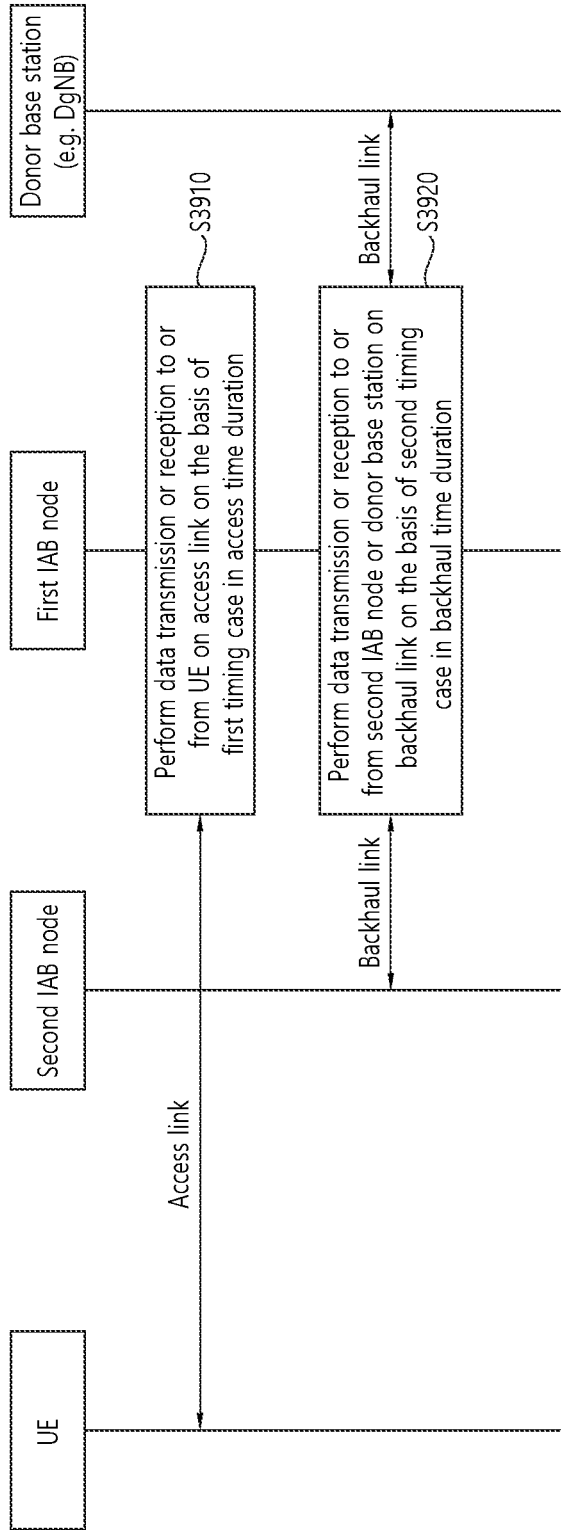 UE
Second IAB node
First IAB node
Donor base station
(e.g. DgNB)
Access link
Perform data transmission or reception to or
from UE on access link on the basis of
first timing case in access time duration
S3910
Backhaul link
Perform data transmission or reception to or
from second IAB node or donor base station on
backhaul link on the basis of second timing
case in backhaul time duration
Backhaul link
S3920